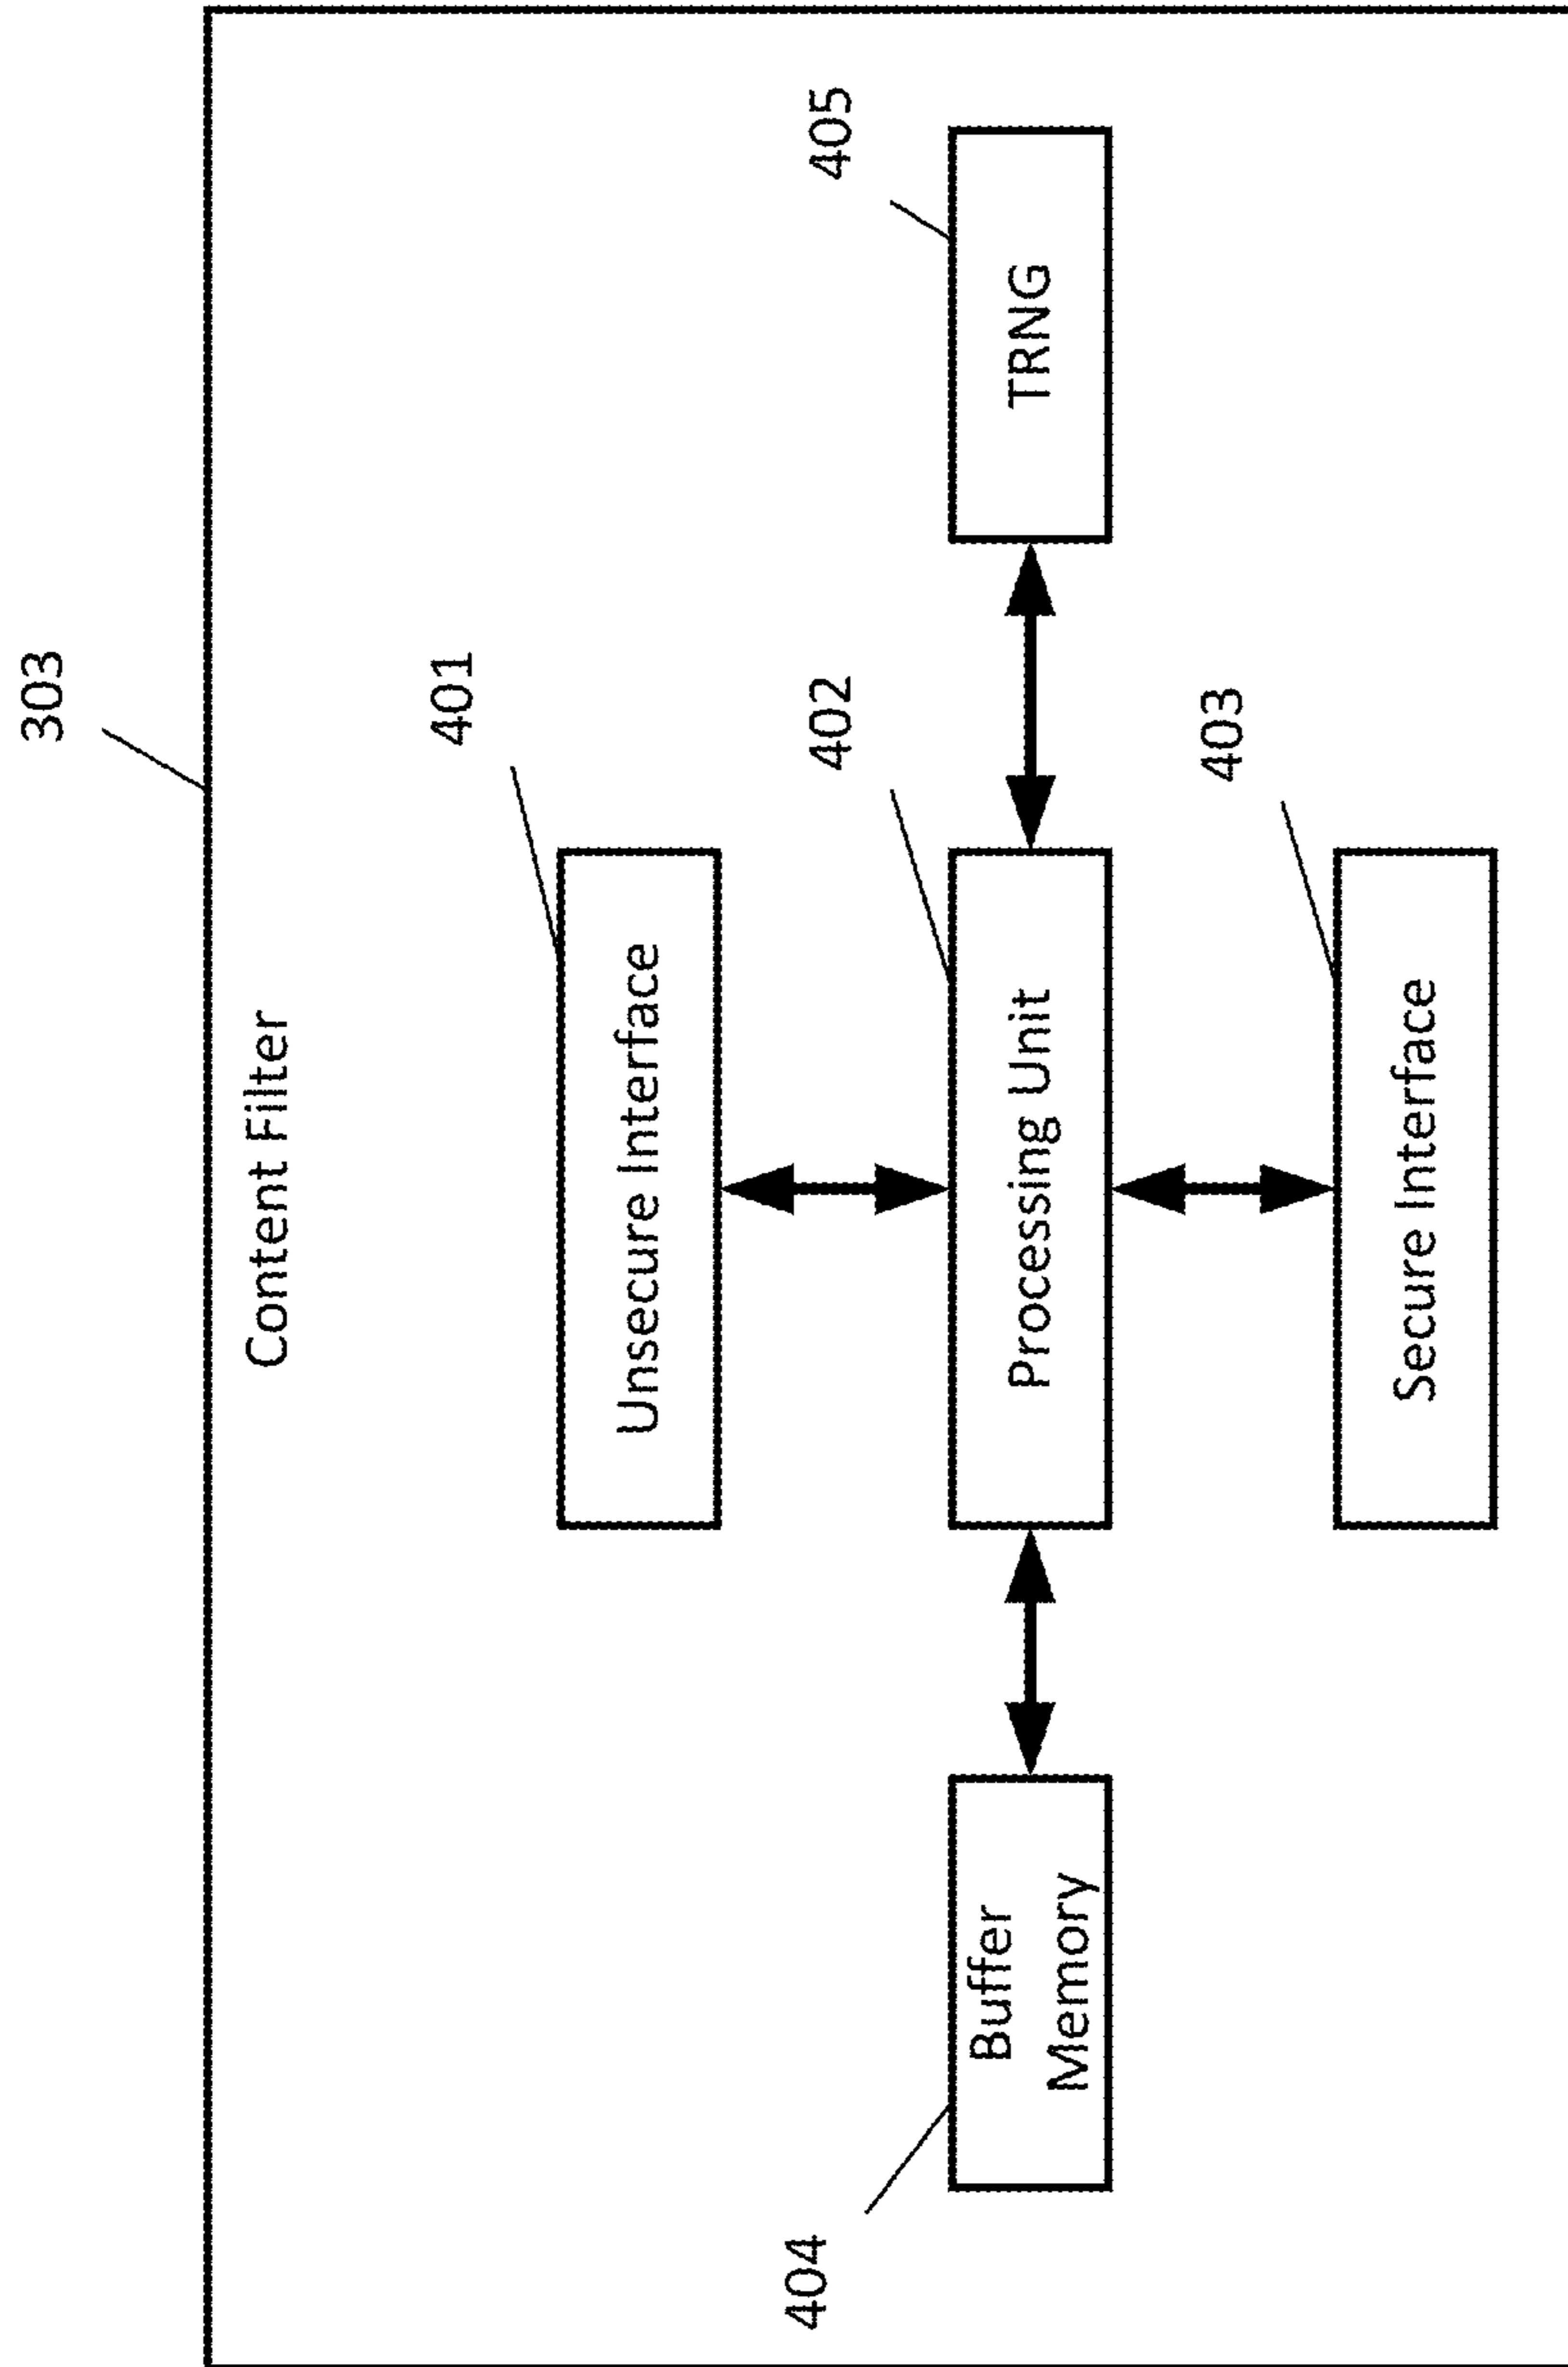 303
Content Filter
401
Unsecure Interface
404
Buffer
Memory
402
Processing Unit
405
TRNG
403
Secure Interface